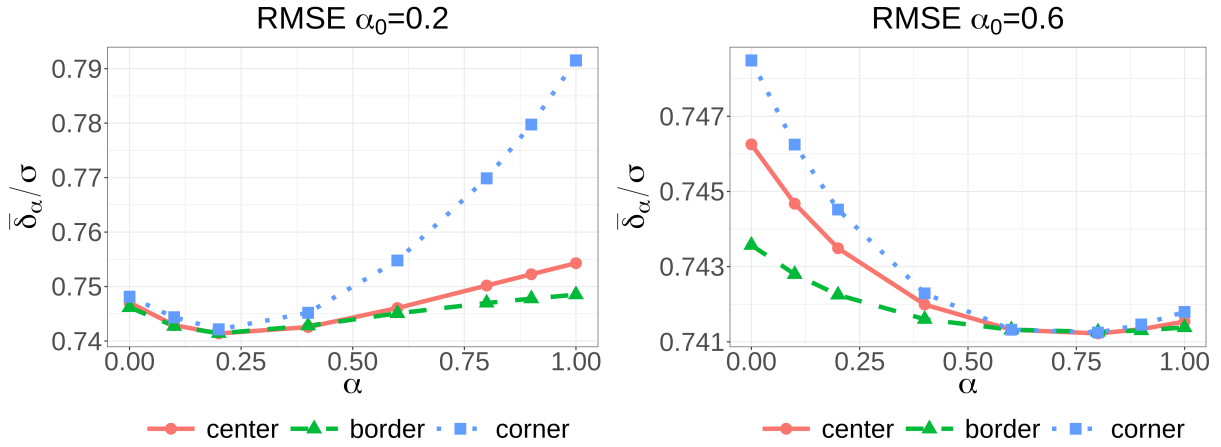 RMSE α₀=0.2
δ̅α/σ
0.79
0.78
0.77
0.76
0.75
0.74
0.00 0.25 0.50 0.75 1.00
α
center border corner
RMSE α₀=0.6
δ̅α/σ
0.747
0.745
0.743
0.741
0.00 0.25 0.50 0.75 1.00
α
center border corner